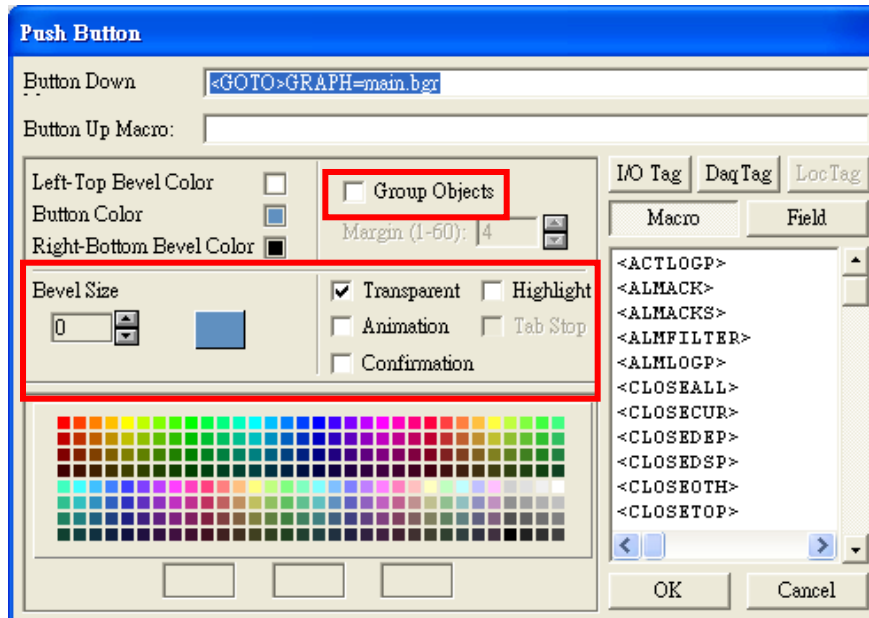 Push Button
Button Down
<GOTO>GRAPH=main.bgr
Button Up Macro:
Left-Top Bevel Color
Button Color
Right-Bottom Bevel Color
Group Objects
Margin (1-60): 4
Bevel Size
0
Transparent Highlight
Animation Tab Stop
Confirmation
I/O Tag DaqTag LocTag
Macro Field
<ACTLOGP>
<ALMACK>
<ALMACKS>
<ALMFILTER>
<ALMLOGP>
<CLOSEALL>
<CLOSECUR>
<CLOSEDEP>
<CLOSEDSP>
<CLOSEOTH>
<CLOSETOP>
OK Cancel